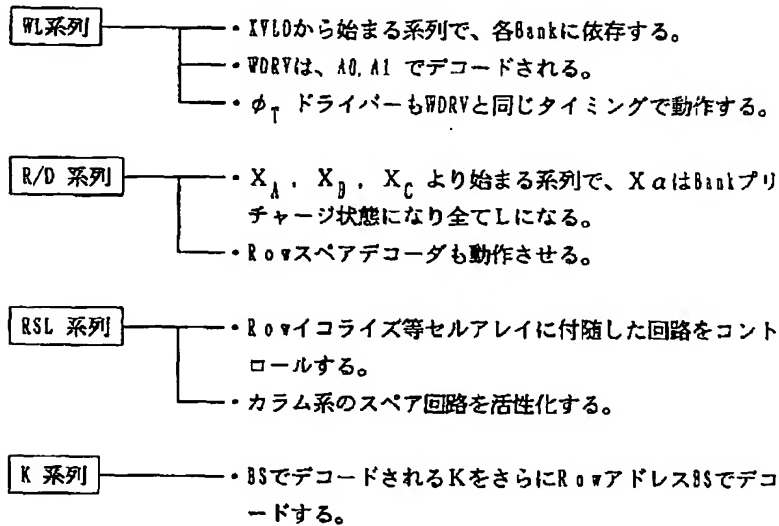 WL系列
・XVLDから始まる系列で、各Bankに依存する。
・WDRVは、A0,A1 でデコードされる。
・φT ドライバーもWDRVと同じタイミングで動作する。
R/D 系列
・XA, XB, XC より始まる系列で、XαはBankプリ
チャージ状態になり全てLになる。
・Rowスペアデコーダも動作させる。
RSL 系列
・Rowイコライズ等セルアレイに付随した回路をコント
ロールする。
・カラム系のスペア回路を活性化する。
K 系列
・BSでデコードされるKをさらにRowアドレスBSでデコ
ードする。